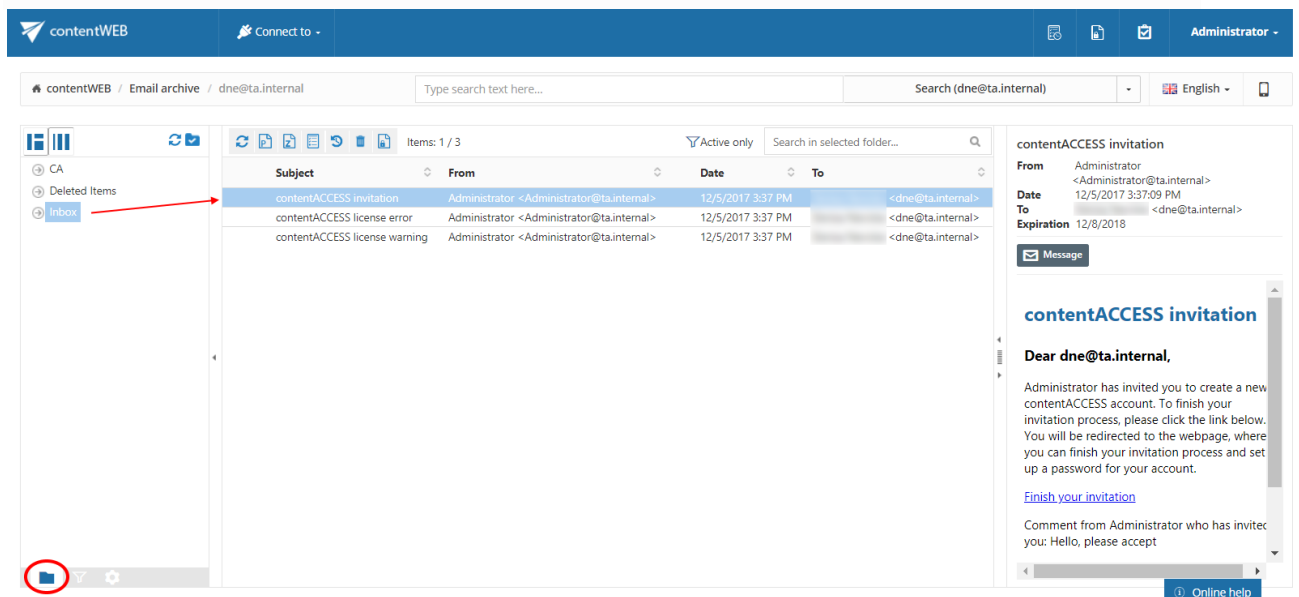 contentWEB
Connect to
Administrator
contentWEB / Email archive / dne@ta.internal
Type search text here...
Search (dne@ta.internal)
English
Items: 1 / 3
Active only
Search in selected folder...
CA
Deleted Items
Inbox
Subject From Date To
contentACCESS invitation Administrator <Administrator@ta.internal> 12/5/2017 3:37 PM <dne@ta.internal>
contentACCESS license error Administrator <Administrator@ta.internal> 12/5/2017 3:37 PM <dne@ta.internal>
contentACCESS license warning Administrator <Administrator@ta.internal> 12/5/2017 3:37 PM <dne@ta.internal>
contentACCESS invitation
From Administrator
<Administrator@ta.internal>
Date 12/5/2017 3:37:09 PM
To <dne@ta.internal>
Expiration 12/8/2018
Message
contentACCESS invitation
Dear dne@ta.internal,
Administrator has invited you to create a new
contentACCESS account. To finish your
invitation process, please click the link below.
You will be redirected to the webpage, where
you can finish your invitation process and set
up a password for your account.
Finish your invitation
Comment from Administrator who has invited
you: Hello, please accept
Online help